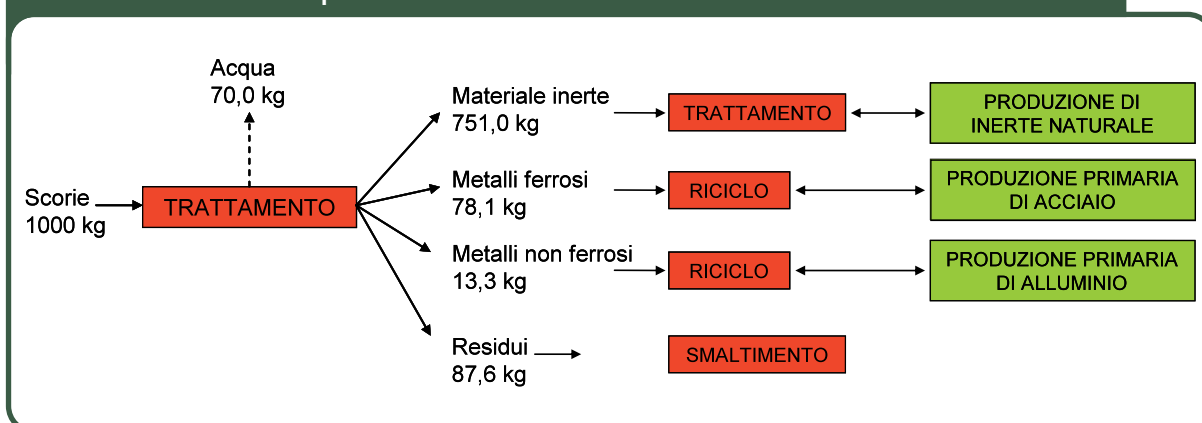 Acqua
70,0 kg
Scorie
1000 kg
TRATTAMENTO
Materiale inerte
751,0 kg
TRATTAMENTO
PRODUZIONE DI
INERTE NATURALE
Metalli ferrosi
78,1 kg
RICICLO
PRODUZIONE PRIMARIA
DI ACCIAIO
Metalli non ferrosi
13,3 kg
RICICLO
PRODUZIONE PRIMARIA
DI ALLUMINIO
Residui
87,6 kg
SMALTIMENTO